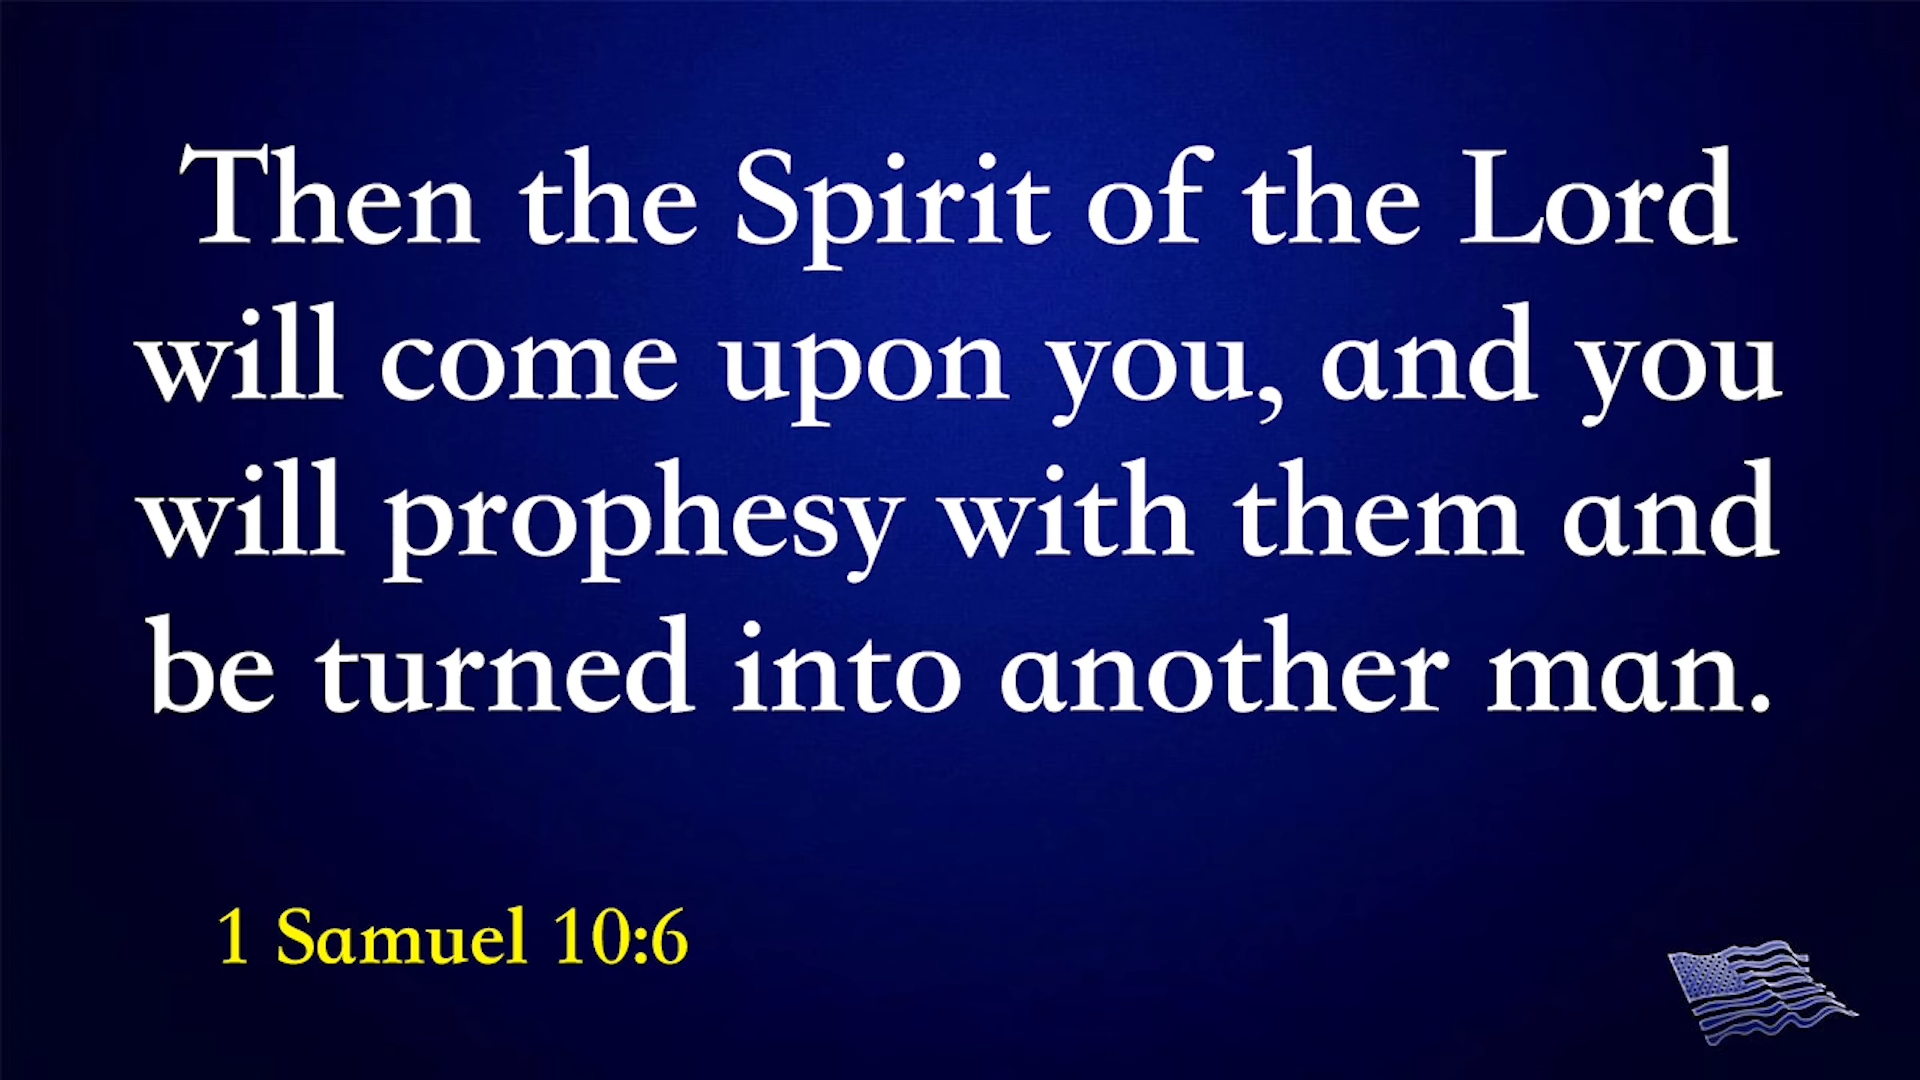 Then the Spirit of the Lord
will come upon you, and you
will prophesy with them and
be turned into another man.
1 Samuel 10:6